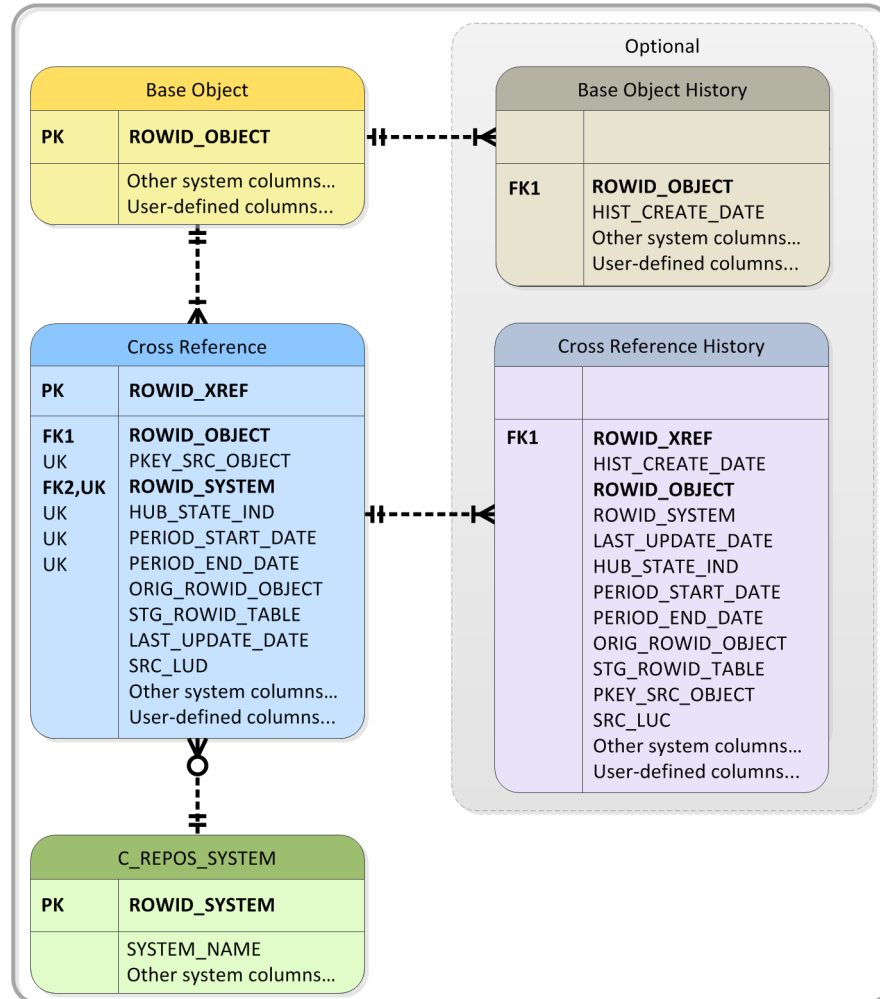 Optional
Base Object
PK ROWID_OBJECT
Other system columns...
User-defined columns...
Base Object History
FK1 ROWID_OBJECT
HIST_CREATE_DATE
Other system columns...
User-defined columns...
Cross Reference
PK ROWID_XREF
FK1 ROWID_OBJECT
UK PKEY_SRC_OBJECT
FK2,UK ROWID_SYSTEM
UK HUB_STATE_IND
UK PERIOD_START_DATE
UK PERIOD_END_DATE
ORIG_ROWID_OBJECT
STG_ROWID_TABLE
LAST_UPDATE_DATE
SRC_LUD
Other system columns...
User-defined columns...
Cross Reference History
FK1 ROWID_XREF
HIST_CREATE_DATE
ROWID_OBJECT
ROWID_SYSTEM
LAST_UPDATE_DATE
HUB_STATE_IND
PERIOD_START_DATE
PERIOD_END_DATE
ORIG_ROWID_OBJECT
STG_ROWID_TABLE
PKEY_SRC_OBJECT
SRC_LUC
Other system columns...
User-defined columns...
C_REPOS_SYSTEM
PK ROWID_SYSTEM
SYSTEM_NAME
Other system columns...